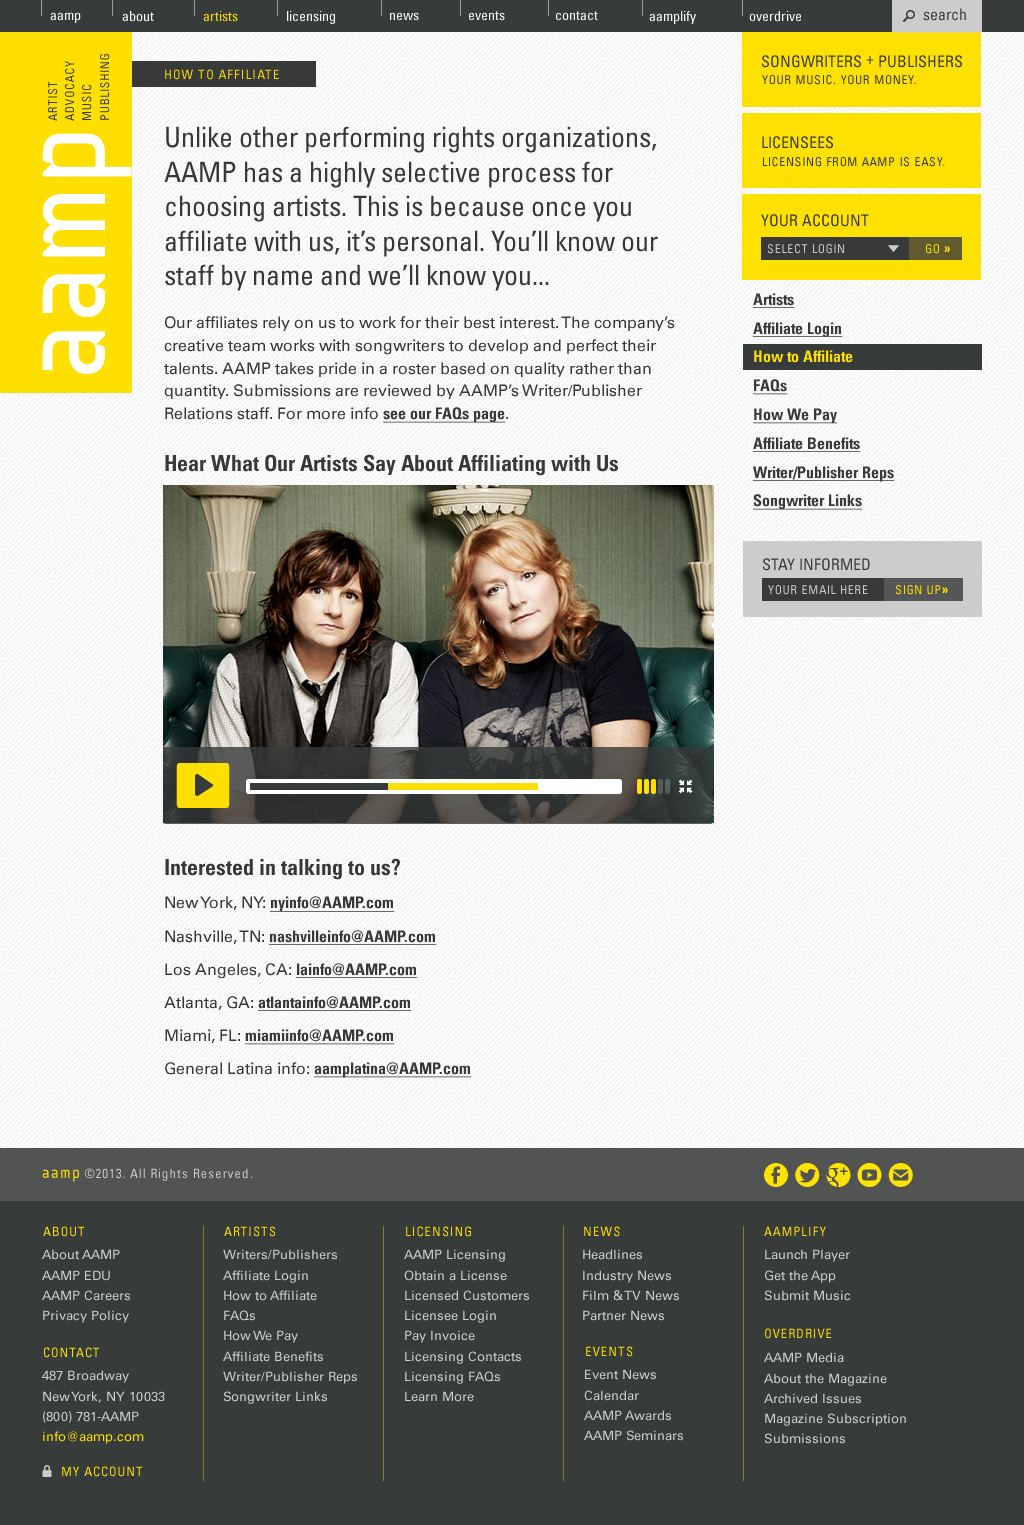 aamp about artists licensing news events contact aamplify overdrive search
ARTIST
ADVOCACY
MUSIC
PUBLISHING
aamp
HOW TO AFFILIATE
Unlike other performing rights organizations,
AAMP has a highly selective process for
choosing artists. This is because once you
affiliate with us, it’s personal. You’ll know our
staff by name and we’ll know you...
Our affiliates rely on us to work for their best interest. The company’s
creative team works with songwriters to develop and perfect their
talents. AAMP takes pride in a roster based on quality rather than
quantity. Submissions are reviewed by AAMP’s Writer/Publisher
Relations staff. For more info see our FAQs page.
Hear What Our Artists Say About Affiliating with Us
Interested in talking to us?
New York, NY: nyinfo@AAMP.com
Nashville, TN: nashvilleinfo@AAMP.com
Los Angeles, CA: lainfo@AAMP.com
Atlanta, GA: atlantainfo@AAMP.com
Miami, FL: miamiinfo@AAMP.com
General Latina info: aamplatina@AAMP.com
SONGWRITERS + PUBLISHERS
YOUR MUSIC. YOUR MONEY.
LICENSEES
LICENSING FROM AAMP IS EASY.
YOUR ACCOUNT
SELECT LOGIN GO »
Artists
Affiliate Login
How to Affiliate
FAQs
How We Pay
Affiliate Benefits
Writer/Publisher Reps
Songwriter Links
STAY INFORMED
YOUR EMAIL HERE SIGN UP»
aamp ©2013. All Rights Reserved.
ABOUT
About AAMP
AAMP EDU
AAMP Careers
Privacy Policy
CONTACT
487 Broadway
New York, NY 10033
(800) 781-AAMP
info@aamp.com
MY ACCOUNT
ARTISTS
Writers/Publishers
Affiliate Login
How to Affiliate
FAQs
How We Pay
Affiliate Benefits
Writer/Publisher Reps
Songwriter Links
LICENSING
AAMP Licensing
Obtain a License
Licensed Customers
Licensee Login
Pay Invoice
Licensing Contacts
Licensing FAQs
Learn More
NEWS
Headlines
Industry News
Film & TV News
Partner News
EVENTS
Event News
Calendar
AAMP Awards
AAMP Seminars
AAMPLIFY
Launch Player
Get the App
Submit Music
OVERDRIVE
AAMP Media
About the Magazine
Archived Issues
Magazine Subscription
Submissions